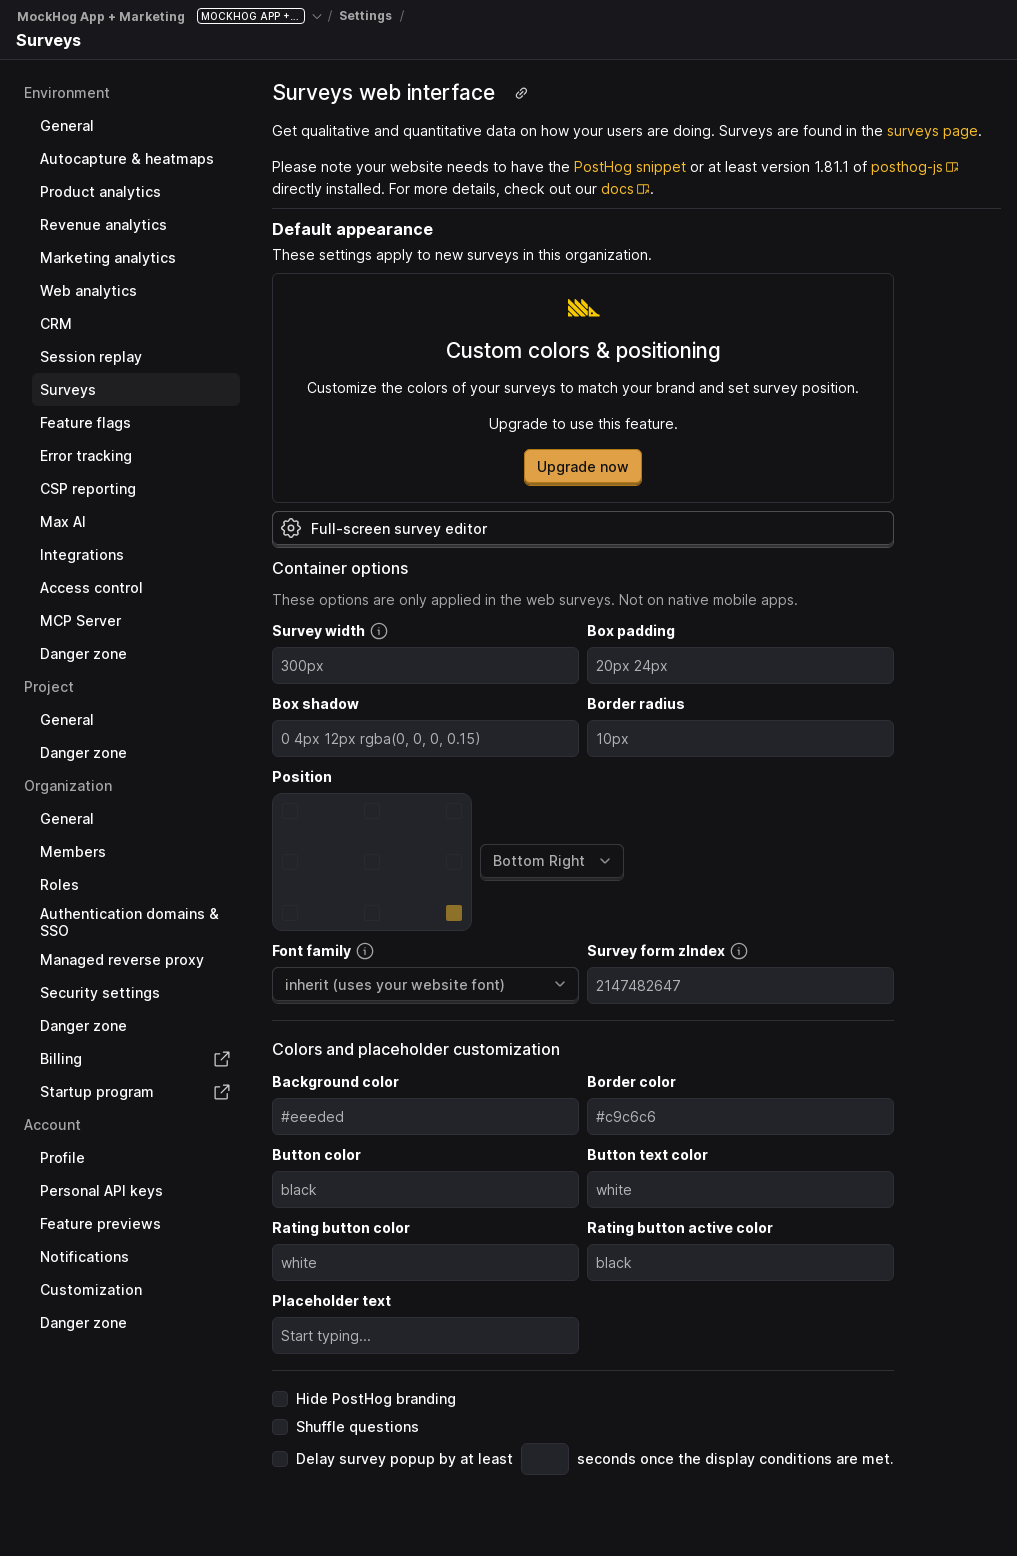 MockHog App + Marketing MOCKHOG APP +... / Settings /
Surveys
Environment
General
Autocapture & heatmaps
Product analytics
Revenue analytics
Marketing analytics
Web analytics
CRM
Session replay
Surveys
Feature flags
Error tracking
CSP reporting
Max AI
Integrations
Access control
MCP Server
Danger zone
Project
General
Danger zone
Organization
General
Members
Roles
Authentication domains &
SSO
Managed reverse proxy
Security settings
Danger zone
Billing
Startup program
Account
Profile
Personal API keys
Feature previews
Notifications
Customization
Danger zone
Surveys web interface
Get qualitative and quantitative data on how your users are doing. Surveys are found in the surveys page.
Please note your website needs to have the PostHog snippet or at least version 1.81.1 of posthog-js
directly installed. For more details, check out our docs.
Default appearance
These settings apply to new surveys in this organization.
Custom colors & positioning
Customize the colors of your surveys to match your brand and set survey position.
Upgrade to use this feature.
Upgrade now
Full-screen survey editor
Container options
These options are only applied in the web surveys. Not on native mobile apps.
Survey width Box padding
300px 20px 24px
Box shadow Border radius
0 4px 12px rgba(0, 0, 0, 0.15) 10px
Position
Bottom Right
Font family Survey form zIndex
inherit (uses your website font) 2147482647
Colors and placeholder customization
Background color Border color
#eeeded #c9c6c6
Button color Button text color
black white
Rating button color Rating button active color
white black
Placeholder text
Start typing...
Hide PostHog branding
Shuffle questions
Delay survey popup by at least seconds once the display conditions are met.